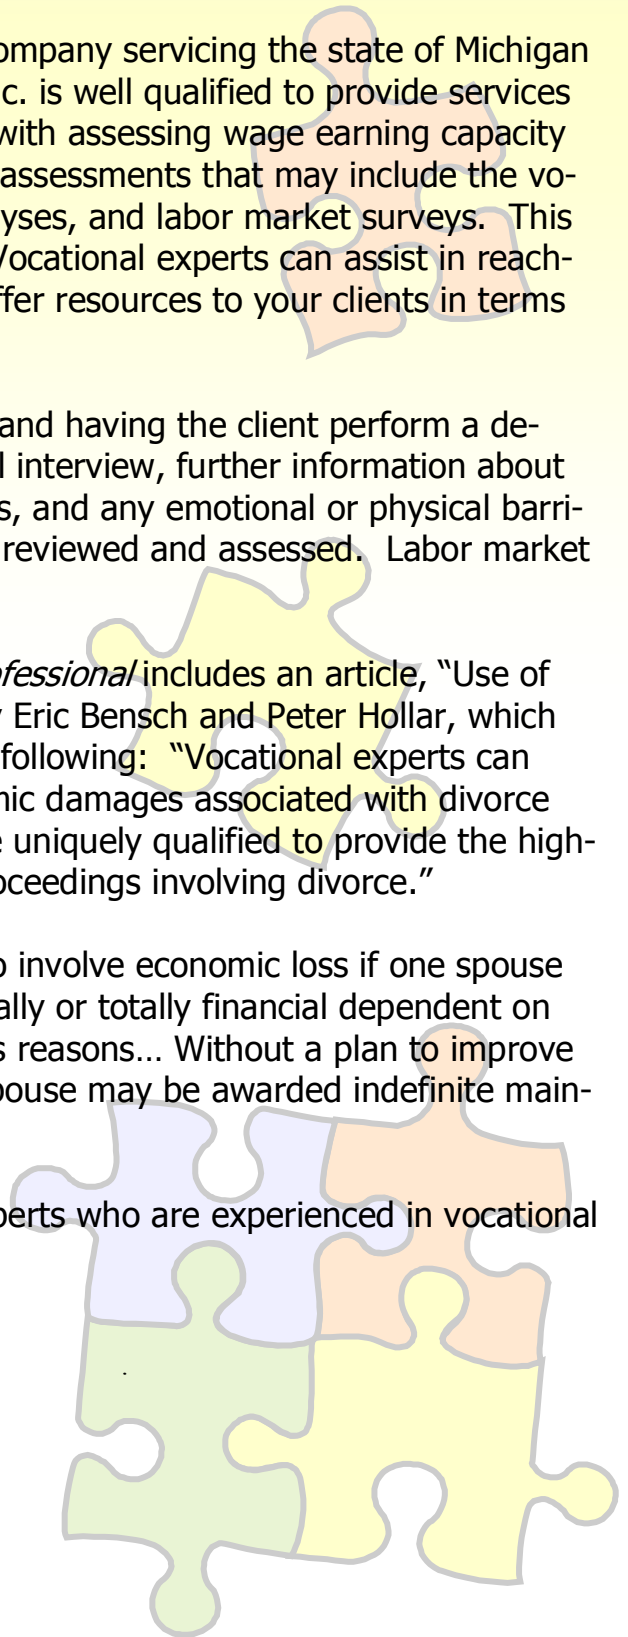 ompany servicing the state of Michigan
c. is well qualified to provide services
with assessing wage earning capacity
assessments that may include the vo-
yses, and labor market surveys.  This
Vocational experts can assist in reach-
ffer resources to your clients in terms
and having the client perform a de-
l interview, further information about
s, and any emotional or physical barri-
reviewed and assessed.  Labor market
ofessional includes an article, “Use of
y Eric Bensch and Peter Hollar, which
following:  “Vocational experts can
mic damages associated with divorce
e uniquely qualified to provide the high-
oceedings involving divorce.”
o involve economic loss if one spouse
ally or totally financial dependent on
s reasons… Without a plan to improve
pouse may be awarded indefinite main-
perts who are experienced in vocational
.